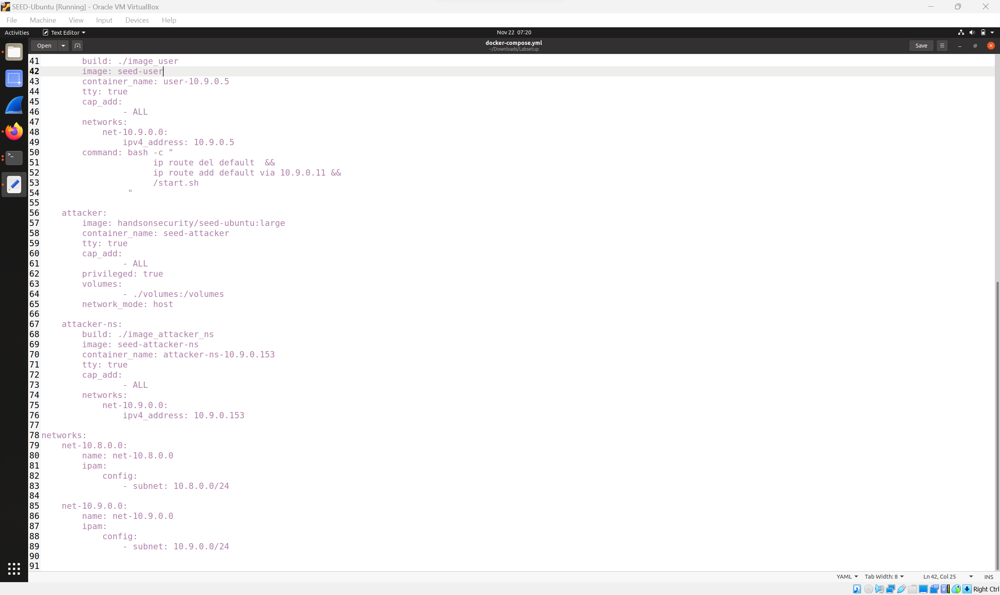 SEED-Ubuntu [Running] - Oracle VM VirtualBox
File Machine View Input Devices Help
Activities Text Editor Nov 22 07:20
Open docker-compose.yml Save
~/Downloads/Labsetup
41 build: ./image_user
42 image: seed-user
43 container_name: user-10.9.0.5
44 tty: true
45 cap_add:
46 - ALL
47 networks:
48 net-10.9.0.0:
49 ipv4_address: 10.9.0.5
50 command: bash -c "
51 ip route del default &&
52 ip route add default via 10.9.0.11 &&
53 /start.sh
54 "
55
56 attacker:
57 image: handsonsecurity/seed-ubuntu:large
58 container_name: seed-attacker
59 tty: true
60 cap_add:
61 - ALL
62 privileged: true
63 volumes:
64 - ./volumes:/volumes
65 network_mode: host
66
67 attacker-ns:
68 build: ./image_attacker_ns
69 image: seed-attacker-ns
70 container_name: attacker-ns-10.9.0.153
71 tty: true
72 cap_add:
73 - ALL
74 networks:
75 net-10.9.0.0:
76 ipv4_address: 10.9.0.153
77
78 networks:
79 net-10.8.0.0:
80 name: net-10.8.0.0
81 ipam:
82 config:
83 - subnet: 10.8.0.0/24
84
85 net-10.9.0.0:
86 name: net-10.9.0.0
87 ipam:
88 config:
89 - subnet: 10.9.0.0/24
90
91
YAML Tab Width: 8 Ln 42, Col 25 INS
Right Ctrl